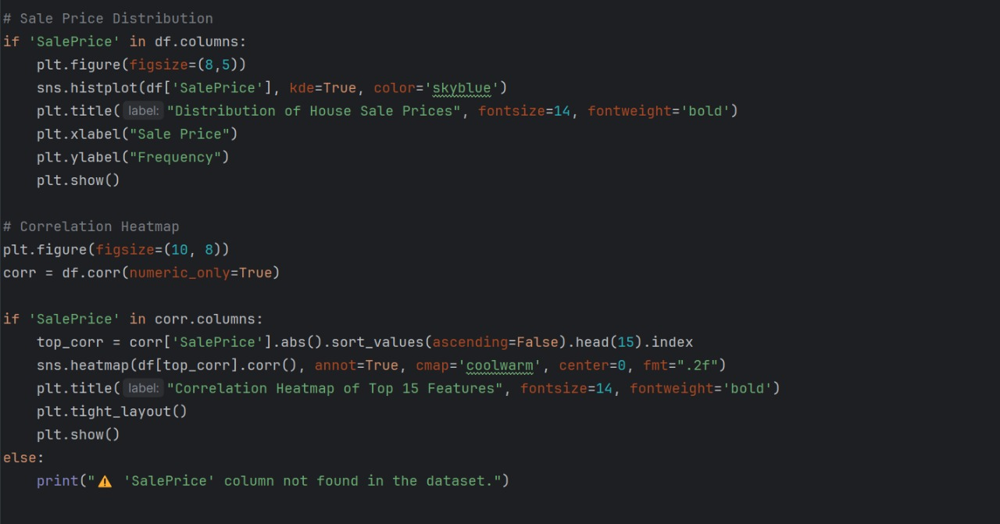 # Sale Price Distribution
if 'SalePrice' in df.columns:
    plt.figure(figsize=(8,5))
    sns.histplot(df['SalePrice'], kde=True, color='skyblue')
    plt.title( label: "Distribution of House Sale Prices", fontsize=14, fontweight='bold')
    plt.xlabel("Sale Price")
    plt.ylabel("Frequency")
    plt.show()

# Correlation Heatmap
plt.figure(figsize=(10, 8))
corr = df.corr(numeric_only=True)

if 'SalePrice' in corr.columns:
    top_corr = corr['SalePrice'].abs().sort_values(ascending=False).head(15).index
    sns.heatmap(df[top_corr].corr(), annot=True, cmap='coolwarm', center=0, fmt=".2f")
    plt.title( label: "Correlation Heatmap of Top 15 Features", fontsize=14, fontweight='bold')
    plt.tight_layout()
    plt.show()
else:
    print("⚠️ 'SalePrice' column not found in the dataset.")